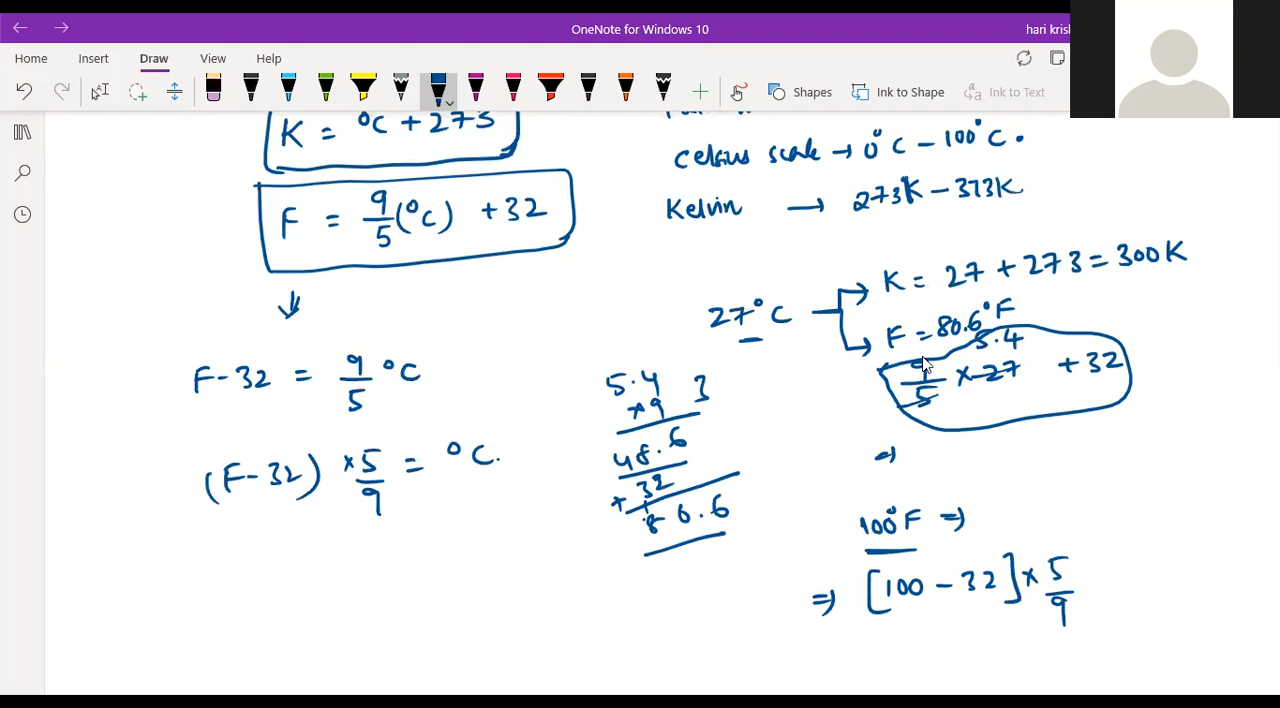 OneNote for Windows 10
hari krish
Home Insert Draw View Help
Shapes Ink to Shape Ink to Text
K = °C + 273
F = 9/5 (°C) + 32
F - 32 = 9/5 °C
(F - 32) × 5/9 = °C.
Celsius scale → 0°C - 100°C.
Kelvin → 273K - 373K
27°C
K = 27 + 273 = 300K
F = 80.6°F
5.4
9/5 × 27 + 32
5.4 3
×9
48.6
+ 32
80.6
⇒
100°F ⇒
⇒ [100 - 32] × 5/9